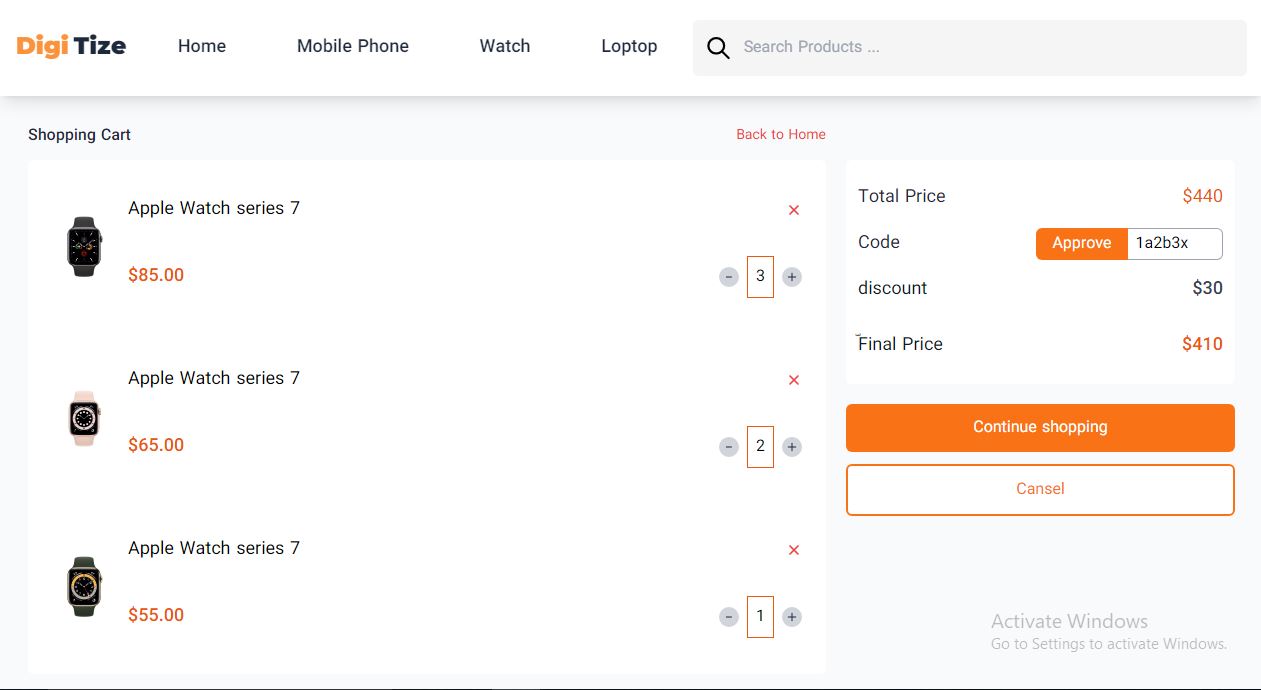 Digi Tize Home Mobile Phone Watch Loptop Search Products ...
Shopping Cart Back to Home
Apple Watch series 7 ×
$85.00 - 3 +
Apple Watch series 7 ×
$65.00 - 2 +
Apple Watch series 7 ×
$55.00 - 1 +
Total Price $440
Code Approve 1a2b3x
discount $30
Final Price $410
Continue shopping
Cansel
Activate Windows
Go to Settings to activate Windows.